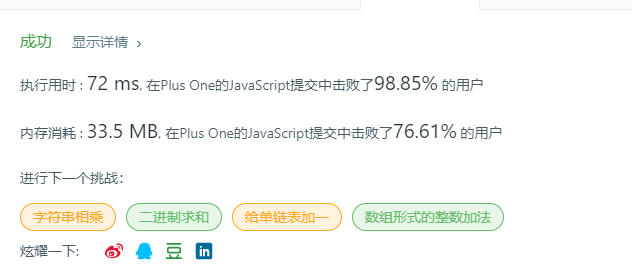 成功 显示详情 >
执行用时 : 72 ms, 在Plus One的JavaScript提交中击败了98.85% 的用户
内存消耗 : 33.5 MB, 在Plus One的JavaScript提交中击败了76.61% 的用户
进行下一个挑战:
字符串相乘 二进制求和 给单链表加一 数组形式的整数加法
炫耀一下: 豆 in